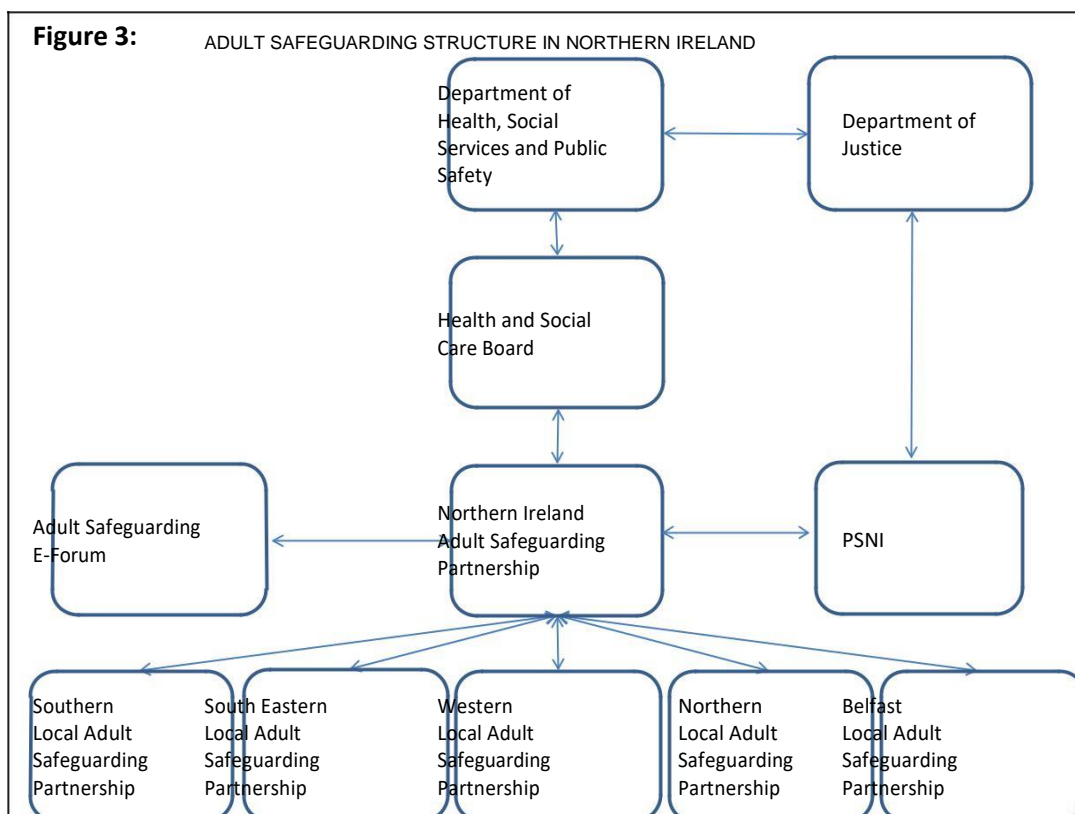 Figure 3:
ADULT SAFEGUARDING STRUCTURE IN NORTHERN IRELAND
Department of
Health, Social
Services and Public
Safety
Department of
Justice
Health and Social
Care Board
Adult Safeguarding
E-Forum
Northern Ireland
Adult Safeguarding
Partnership
PSNI
Southern
Local Adult
Safeguarding
Partnership
South Eastern
Local Adult
Safeguarding
Partnership
Western
Local Adult
Safeguarding
Partnership
Northern
Local Adult
Safeguarding
Partnership
Belfast
Local Adult
Safeguarding
Partnership